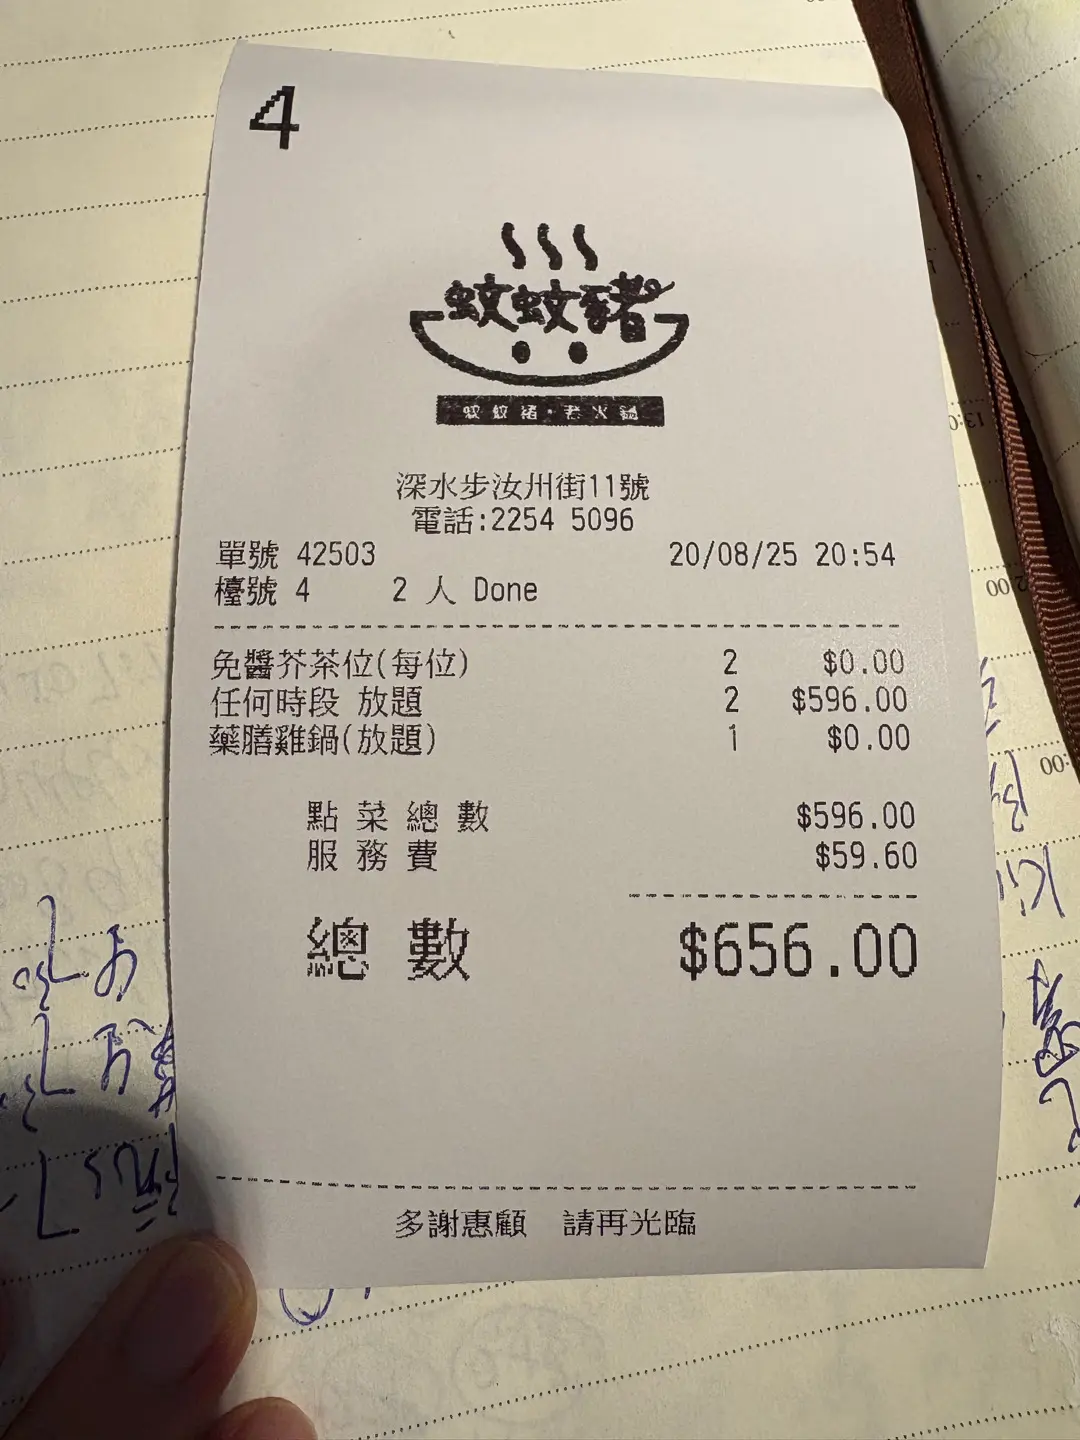 4
蚊蚊豬
蚊蚊豬·老火鍋
深水步汝州街11號
電話:2254 5096
單號 42503 20/08/25 20:54
檯號 4 2 人 Done
免醬芥茶位(每位) 2 $0.00
任何時段 放題 2 $596.00
藥膳雞鍋(放題) 1 $0.00
點菜總數 $596.00
服務費 $59.60
總數 $656.00
多謝惠顧 請再光臨